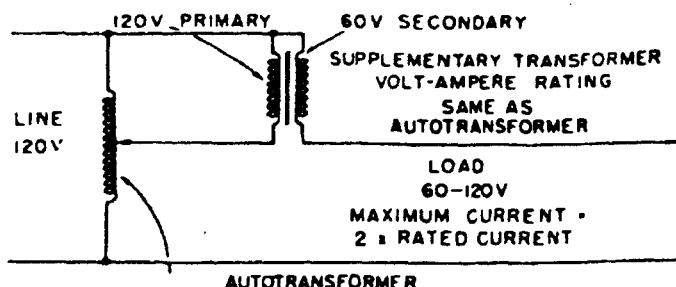 120V PRIMARY
60V SECONDARY
SUPPLEMENTARY TRANSFORMER
VOLT-AMPERE RATING
SAME AS
AUTOTRANSFORMER
LINE
120V
LOAD
60-120V
MAXIMUM CURRENT =
2 x RATED CURRENT
AUTOTRANSFORMER